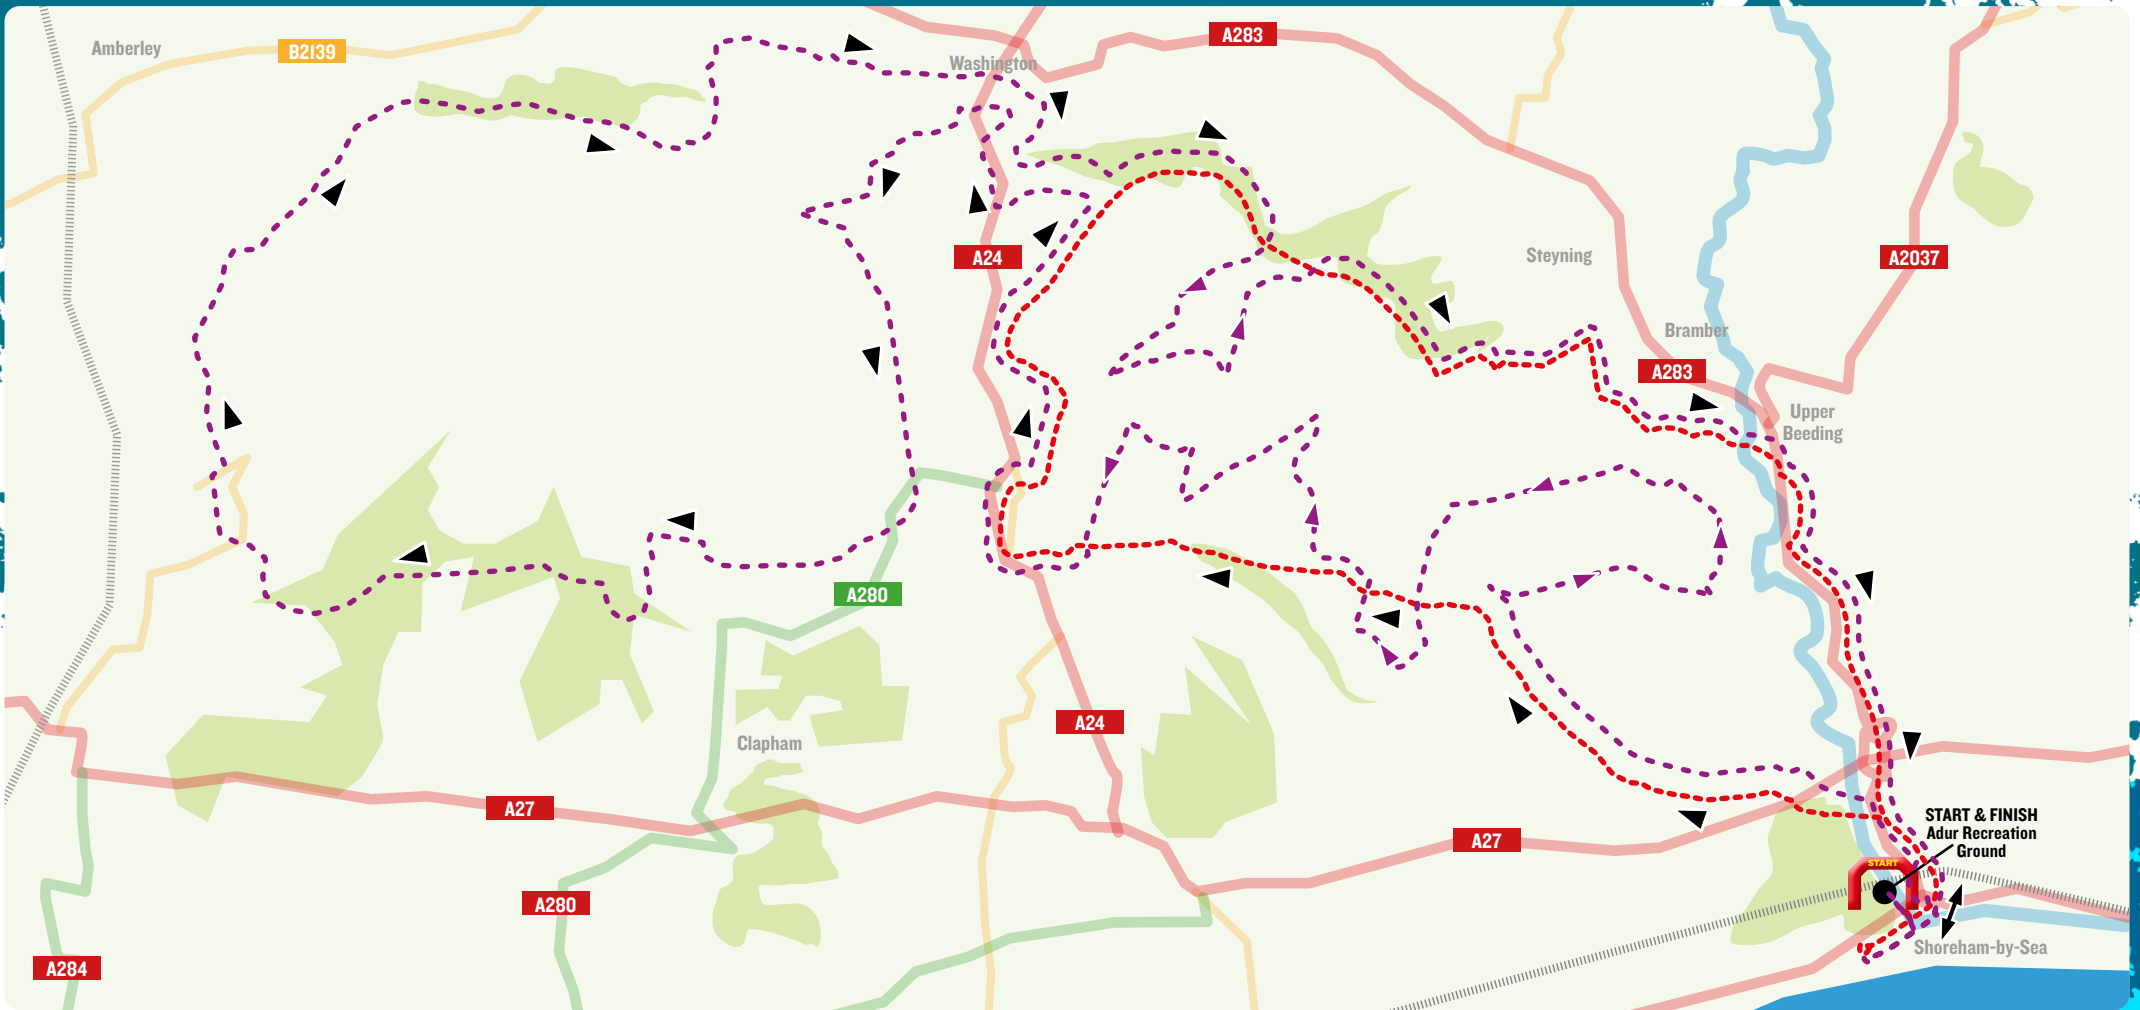 A283
Amberley
B2139
Washington
A24
Steyning
A2037
Bramber
A283
Upper
Beeding
A280
A24
Clapham
A27
A27
START & FINISH
Adur Recreation
Ground
START
A280
Shoreham-by-Sea
A284